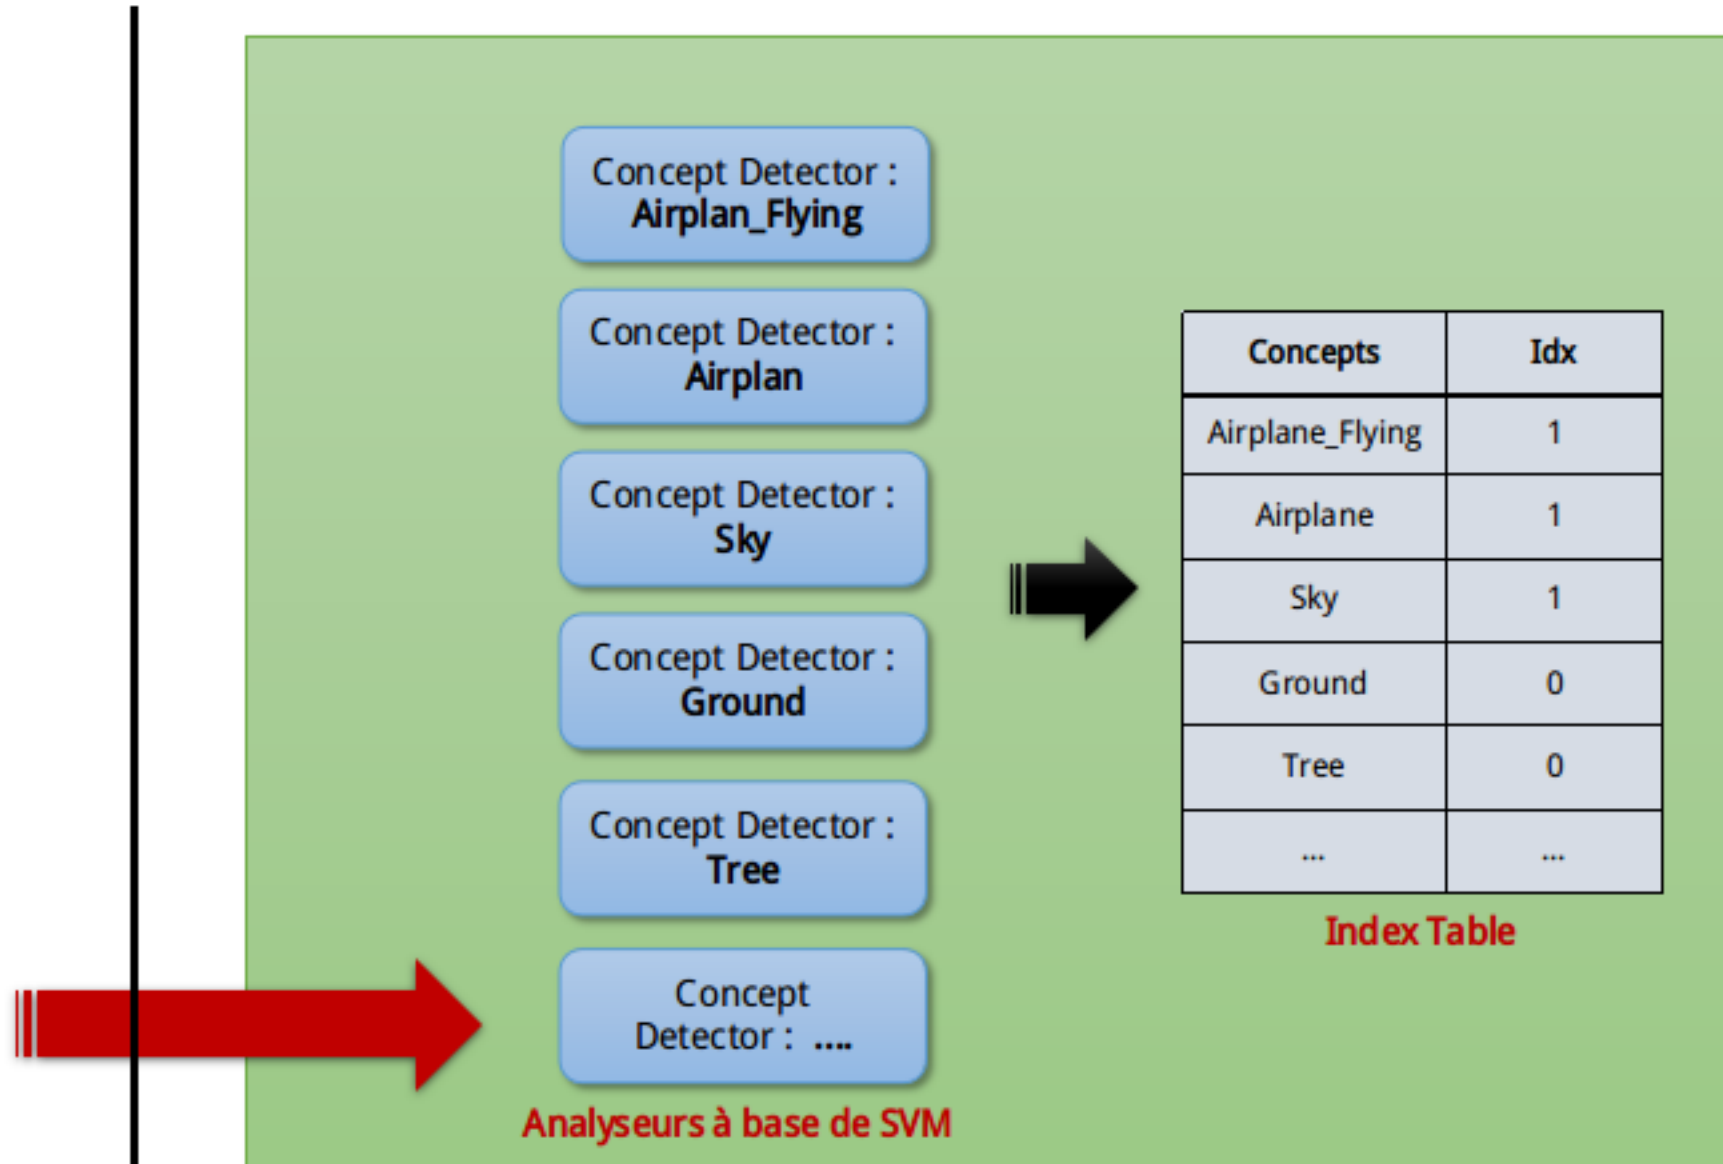 Concept Detector :
Airplan_Flying
Concept Detector :
Airplan
Concept Detector :
Sky
Concept Detector :
Ground
Concept Detector :
Tree
Concept
Detector : ....
Analyseurs à base de SVM
Concepts Idx
Airplane_Flying 1
Airplane 1
Sky 1
Ground 0
Tree 0
... ...
Index Table